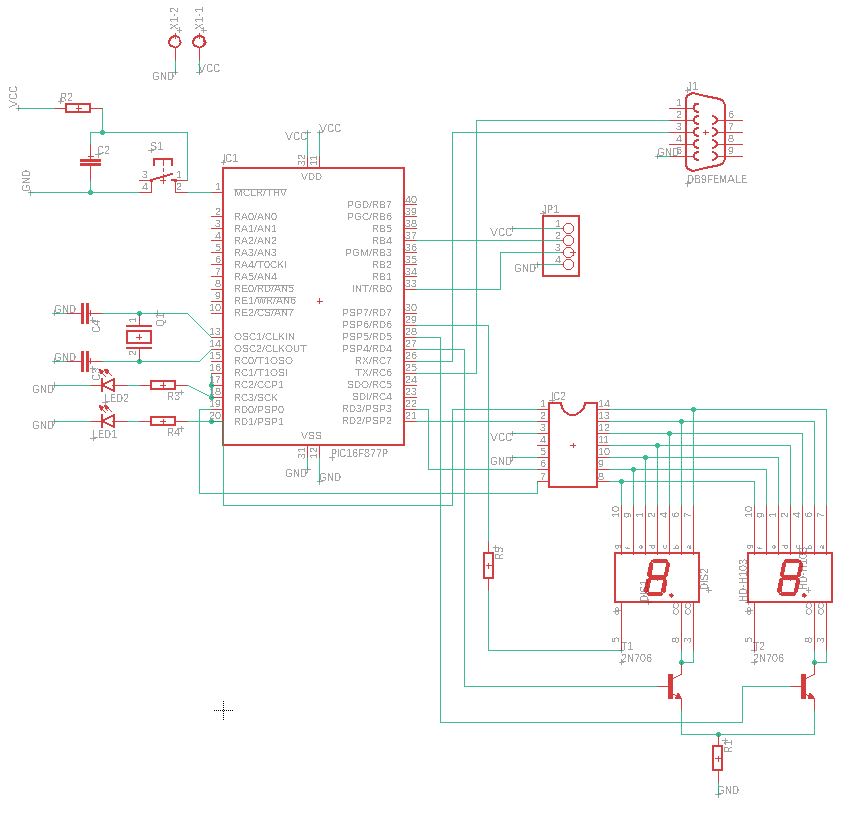 X1-2
X1-1
GND
VCC
VCC
R2
C2
S1
3
1
4
2
GND
VCC
VCC
32
11
IC1
VDD
1
MCLR/THV
2
RA0/AN0
3
RA1/AN1
4
RA2/AN2
5
RA3/AN3
6
RA4/T0CKI
7
RA5/AN4
8
RE0/RD/AN5
9
RE1/WR/AN6
10
RE2/CS/AN7
13
OSC1/CLKIN
14
OSC2/CLKOUT
15
RC0/T1OSO
16
RC1/T1OSI
17
RC2/CCP1
18
RC3/SCK
19
RD0/PSP0
20
RD1/PSP1
PGD/RB7
40
PGC/RB6
39
RB5
38
RB4
37
PGM/RB3
36
RB2
35
RB1
34
INT/RB0
33
PSP7/RD7
30
PSP6/RD6
29
PSP5/RD5
28
PSP4/RD4
27
RX/RC7
26
TX/RC6
25
SDO/RC5
24
SDI/RC4
23
RD3/PSP3
22
RD2/PSP2
21
VSS
31
12
GND
GND
PIC16F877P
GND
C4
1
Q1
2
GND
C3
GND
LED2
R3
GND
LED1
R4
J1
1
2
3
4
5
6
7
8
9
GND
DB9FEMALE
JP1
VCC
1
2
3
GND
4
IC2
1
2
3
4
5
6
7
14
13
12
11
10
9
8
VCC
GND
R5
10
9
1
2
4
6
7
g
f
e
d
c
b
a
DIS1
DIS2
5
8
3
CC
CC
10
9
1
2
4
6
7
g
f
e
d
c
b
a
HD-H103
HD-H103
5
8
3
CC
CC
T1
2N706
T2
2N706
R1
GND